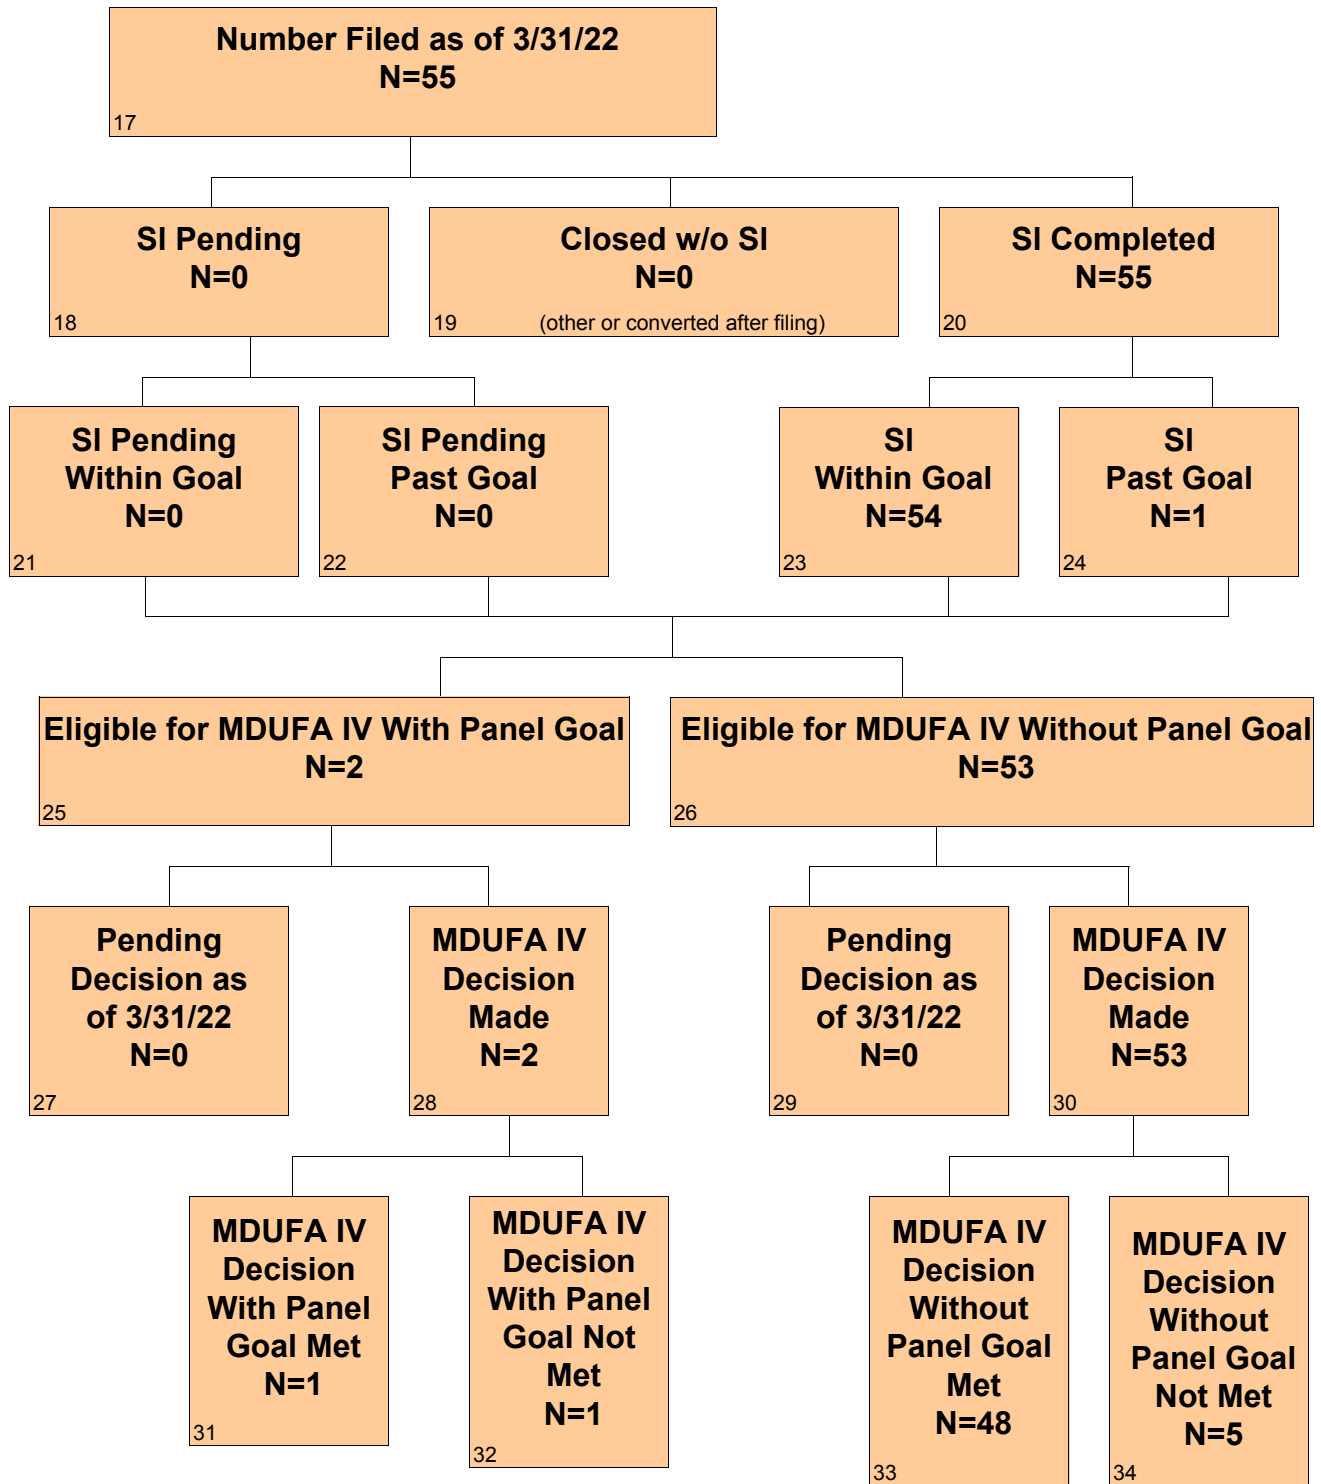 Number Filed as of 3/31/22
N=55
17
SI Pending
N=0
18
Closed w/o SI
N=0
19
(other or converted after filing)
SI Completed
N=55
20
SI Pending
Within Goal
N=0
21
SI Pending
Past Goal
N=0
22
SI
Within Goal
N=54
23
SI
Past Goal
N=1
24
Eligible for MDUFA IV With Panel Goal
N=2
25
Eligible for MDUFA IV Without Panel Goal
N=53
26
Pending
Decision as
of 3/31/22
N=0
27
MDUFA IV
Decision
Made
N=2
28
Pending
Decision as
of 3/31/22
N=0
29
MDUFA IV
Decision
Made
N=53
30
MDUFA IV
Decision
With Panel
Goal Met
N=1
31
MDUFA IV
Decision
With Panel
Goal Not
Met
N=1
32
MDUFA IV
Decision
Without
Panel Goal
Met
N=48
33
MDUFA IV
Decision
Without
Panel Goal
Not Met
N=5
34